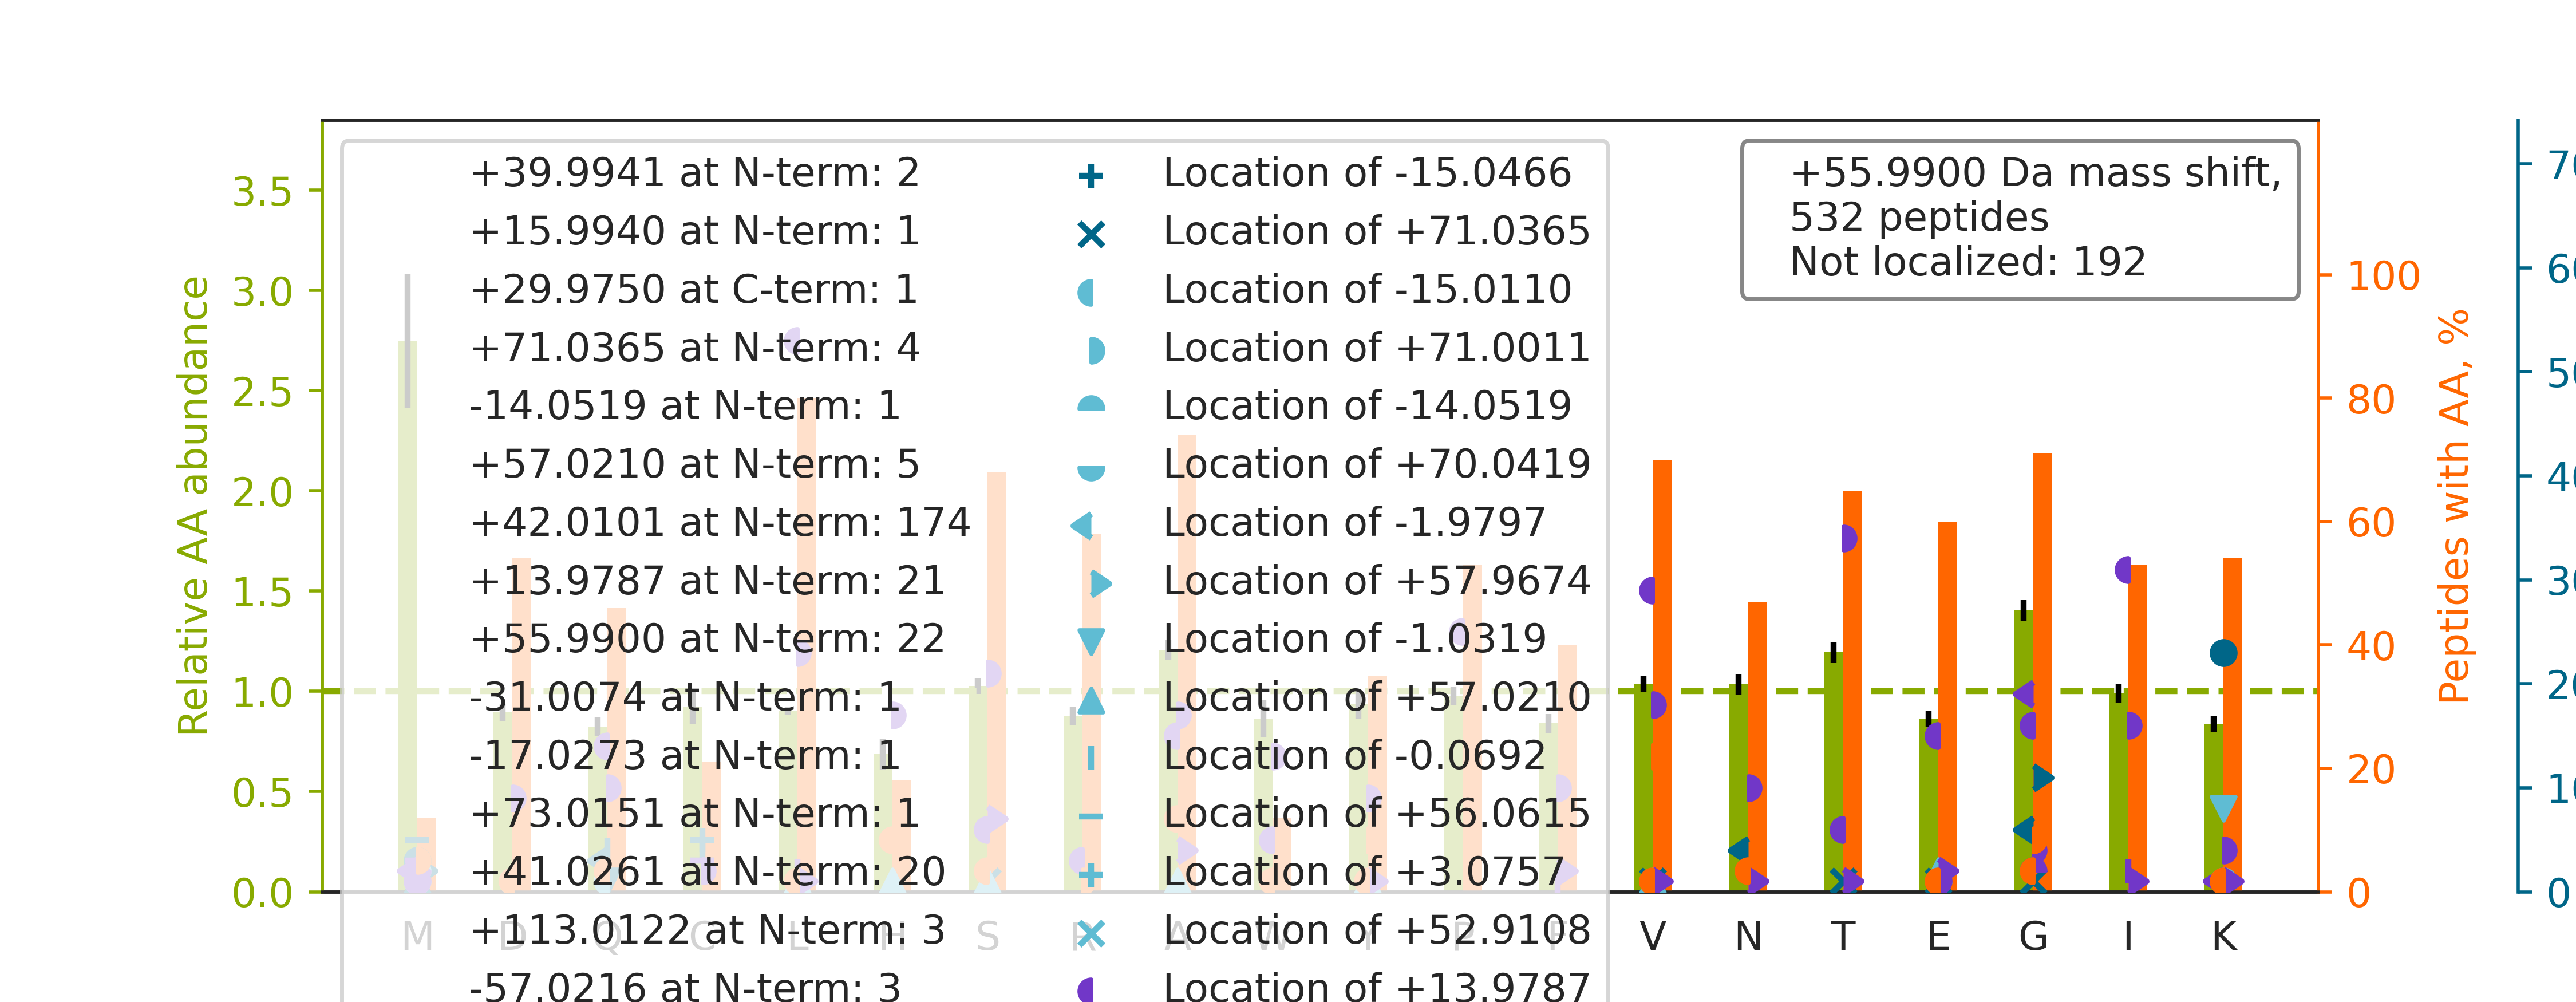 +39.9941 at N-term: 2
+15.9940 at N-term: 1
+29.9750 at C-term: 1
+71.0365 at N-term: 4
-14.0519 at N-term: 1
+57.0210 at N-term: 5
+42.0101 at N-term: 174
+13.9787 at N-term: 21
+55.9900 at N-term: 22
-31.0074 at N-term: 1
-17.0273 at N-term: 1
+73.0151 at N-term: 1
+41.0261 at N-term: 20
+113.0122 at N-term: 3
-57.0216 at N-term: 3
Location of -15.0466
Location of +71.0365
Location of -15.0110
Location of +71.0011
Location of -14.0519
Location of +70.0419
Location of -1.9797
Location of +57.9674
Location of -1.0319
Location of +57.0210
Location of -0.0692
Location of +56.0615
Location of +3.0757
Location of +52.9108
Location of +13.9787
+55.9900 Da mass shift,
532 peptides
Not localized: 192
Relative AA abundance
3.5
3.0
2.5
2.0
1.5
1.0
0.5
0.0
M D Q C L H S R A W Y P F V N T E G I K
100
80
60
40
20
0
Peptides with AA, %
0